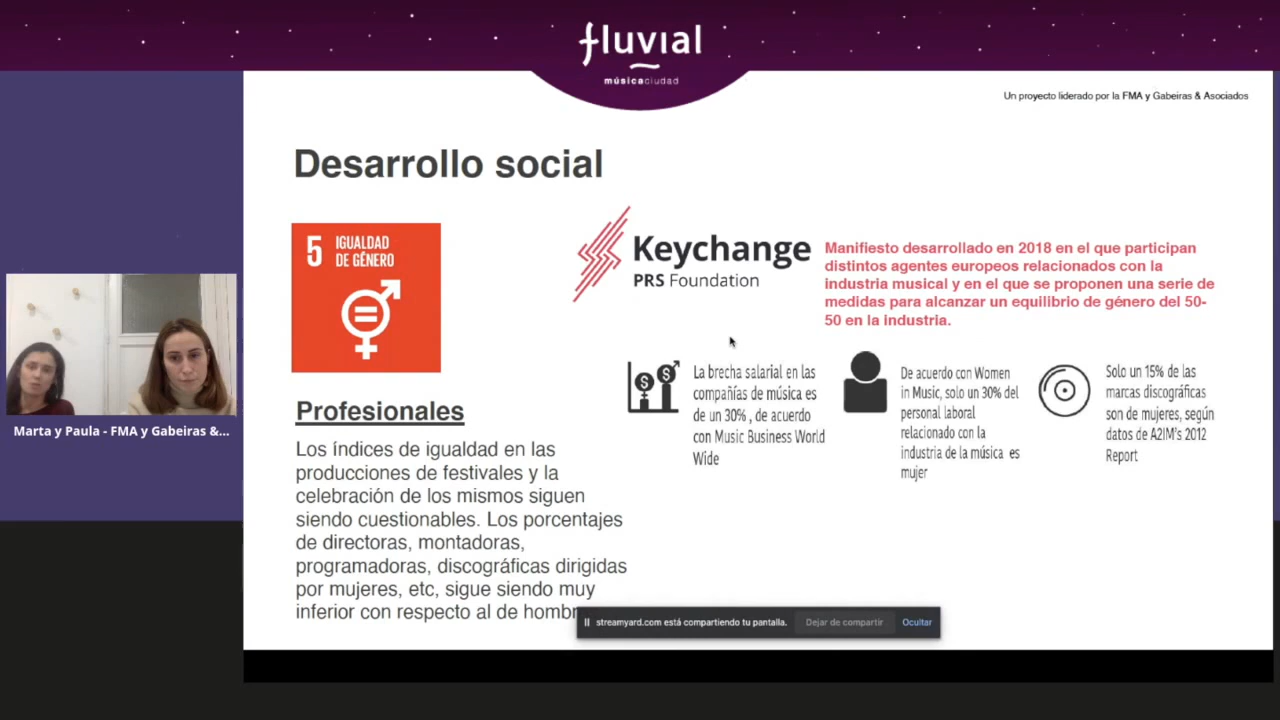 fluvial
músicaciudad
Un proyecto liderado por la FMA y Gabeiras & Asociados
Desarrollo social
5 IGUALDAD
DE GÉNERO
Keychange
PRS Foundation
Manifiesto desarrollado en 2018 en el que participan
distintos agentes europeos relacionados con la
industria musical y en el que se proponen una serie de
medidas para alcanzar un equilibrio de género del 50-
50 en la industria.
La brecha salarial en las
compañías de música es
de un 30% , de acuerdo
con Music Business World
Wide
De acuerdo con Women
in Music, solo un 30% del
personal laboral
relacionado con la
industria de la música es
mujer
Solo un 15% de las
marcas discográficas
son de mujeres, según
datos de A2IM's 2012
Report
Marta y Paula - FMA y Gabeiras &...
Profesionales
Los índices de igualdad en las
producciones de festivales y la
celebración de los mismos siguen
siendo cuestionables. Los porcentajes
de directoras, montadoras,
programadoras, discográficas dirigidas
por mujeres, etc, sigue siendo muy
inferior con respecto al de hombr
streamyard.com está compartiendo tu pantalla.
Dejar de compartir
Ocultar